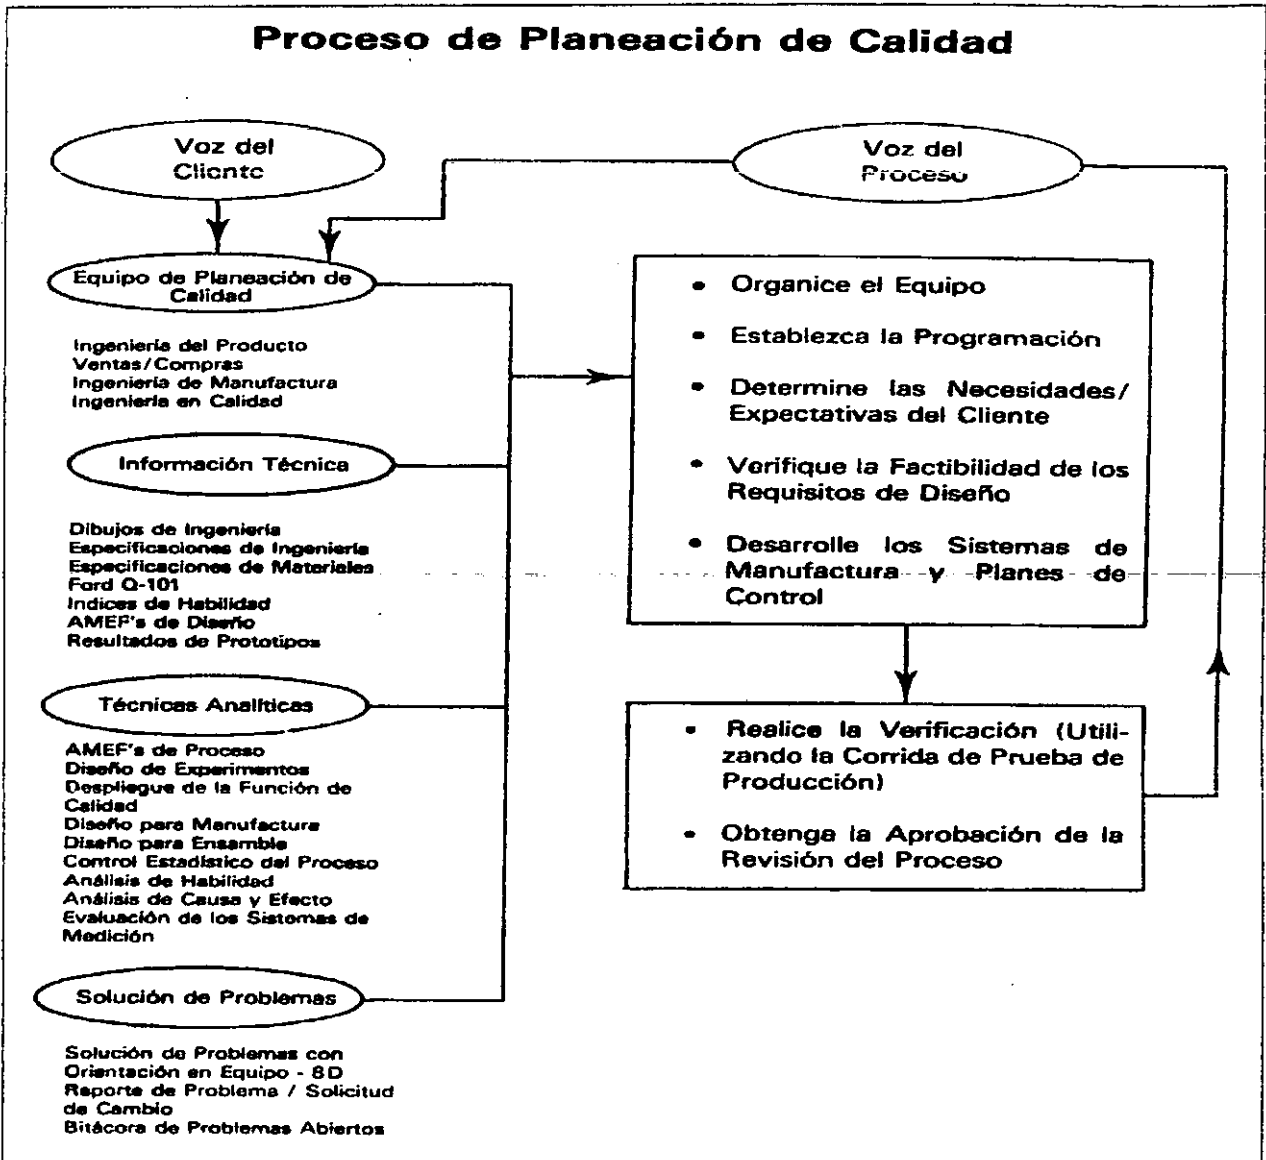 Proceso de Planeación de Calidad
Voz del
Cliente
Voz del
Proceso
Equipo de Planeación de
Calidad
Ingeniería del Producto
Ventas/Compras
Ingeniería de Manufactura
Ingeniería en Calidad
Información Técnica
Dibujos de Ingeniería
Especificaciones de Ingeniería
Especificaciones de Materiales
Ford Q-101
Indices de Habilidad
AMEF's de Diseño
Resultados de Prototipos
Técnicas Analíticas
AMEF's de Proceso
Diseño de Experimentos
Despliegue de la Función de
Calidad
Diseño para Manufactura
Diseño para Ensamble
Control Estadístico del Proceso
Análisis de Habilidad
Análisis de Causa y Efecto
Evaluación de los Sistemas de
Medición
Solución de Problemas
Solución de Problemas con
Orientación en Equipo - 8D
Reporte de Problema / Solicitud
de Cambio
Bitácora de Problemas Abiertos
• Organice el Equipo
• Establezca la Programación
• Determine las Necesidades/
Expectativas del Cliente
• Verifique la Factibilidad de los
Requisitos de Diseño
• Desarrolle los Sistemas de
Manufactura y Planes de
Control
• Realice la Verificación (Utili-
zando la Corrida de Prueba de
Producción)
• Obtenga la Aprobación de la
Revisión del Proceso